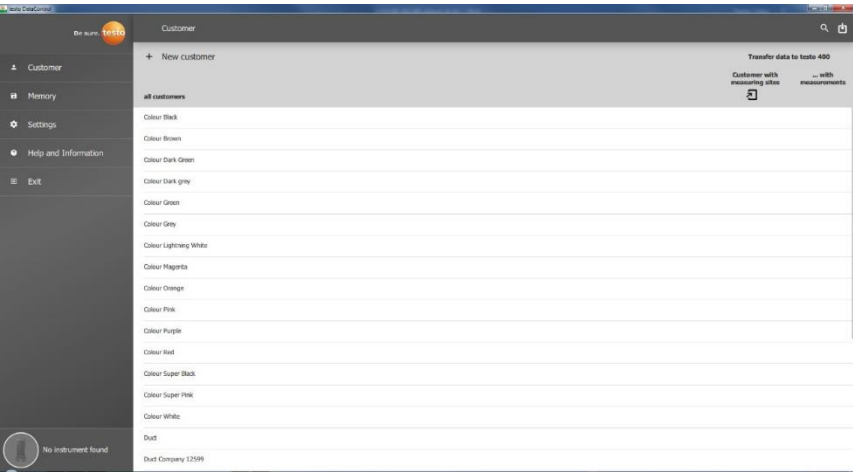 testo DataControl
Be sure. testo
Customer
Customer
Memory
Settings
Help and Information
Exit
No instrument found
+ New customer
Transfer data to testo 400
Customer with measuring sites
... with measurements
all customers
Colour Black
Colour Brown
Colour Dark Green
Colour Dark grey
Colour Green
Colour Grey
Colour Lightning White
Colour Magenta
Colour Orange
Colour Pink
Colour Purple
Colour Red
Colour Super Black
Colour Super Pink
Colour White
Duct
Duct Company 12599